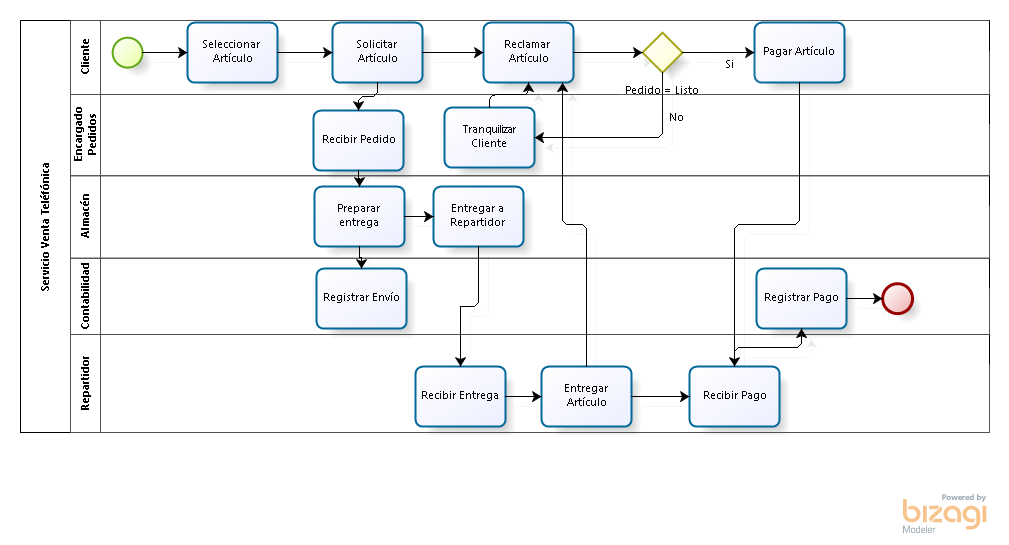 Servicio Venta Teléfónica
Cliente
Seleccionar
Artículo
Solicitar
Artículo
Reclamar
Artículo
Pedido = Listo
Si
No
Pagar Artículo
Encargado
Pedidos
Recibir Pedido
Tranquilizar
Cliente
Almacén
Preparar
entrega
Entregar a
Repartidor
Contabilidad
Registrar Envío
Registrar Pago
Repartidor
Recibir Entrega
Entregar
Artículo
Recibir Pago
Powered by
bizagi
Modeler